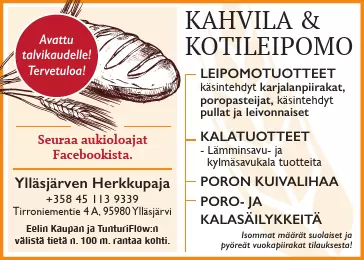 Avattu
talvikaudelle!
Tervetuloa!
Seuraa aukioloajat
Facebookista.
Ylläsjärven Herkkupaja
+358 45 113 9339
Tirroniementie 4 A, 95980 Ylläsjärvi
Eelin Kaupan ja TunturiFlow:n
välistä tietä n. 100 m. rantaa kohti.
KAHVILA &
KOTILEIPOMO
LEIPOMOTUOTTEET
käsintehdyt karjalanpiirakat,
poropasteijat, käsintehdyt
pullat ja leivonnaiset
KALATUOTTEET
- Lämminsavu- ja
kylmäsavukala tuotteita
PORON KUIVALIHAA
PORO- JA
KALASÄILYKKEITÄ
Isommat määrät suolaiset ja
pyöreät vuokapiirakat tilauksesta!